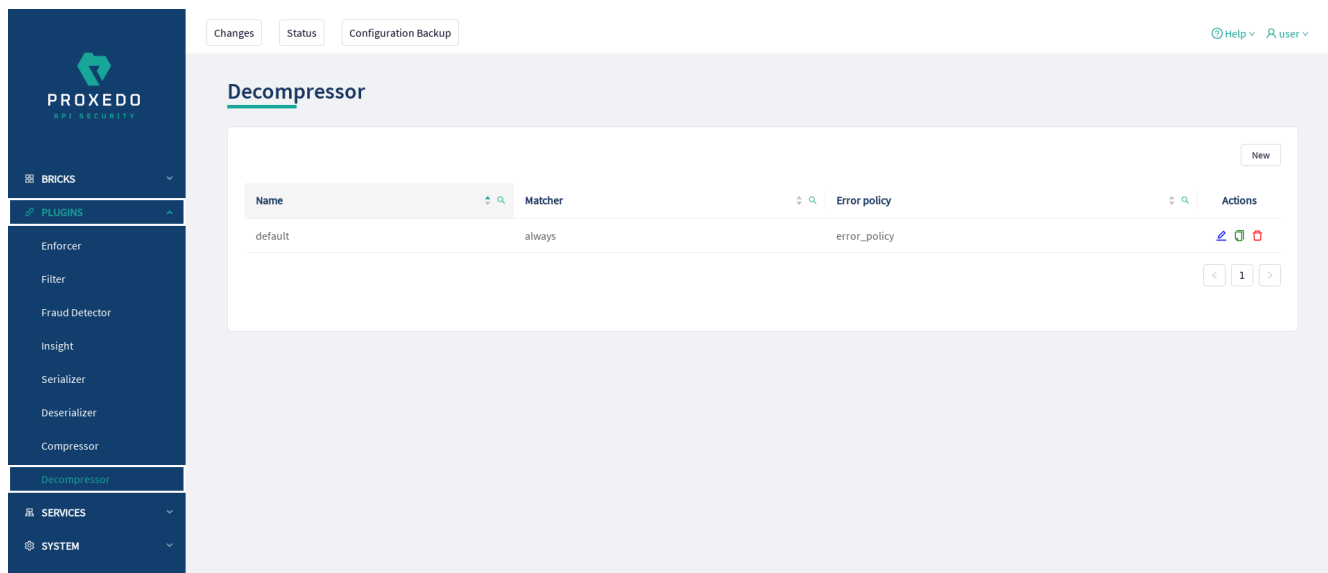 Changes Status Configuration Backup Help user
PROXEDO
API SECURITY
BRICKS
PLUGINS
Enforcer
Filter
Fraud Detector
Insight
Serializer
Deserializer
Compressor
Decompressor
SERVICES
SYSTEM
Decompressor
New
Name Matcher Error policy Actions
default always error_policy
< 1 >